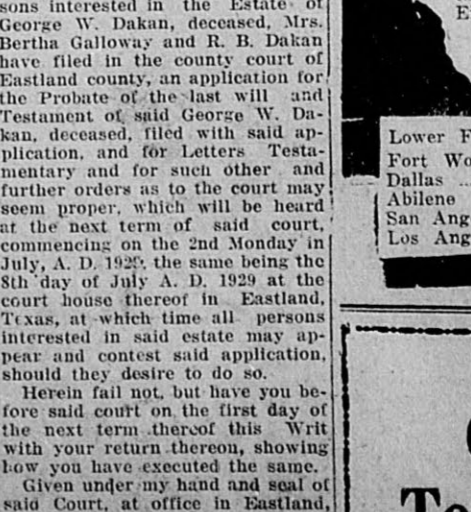 sons interested in the Estate of
George W. Dakan, deceased, Mrs.
Bertha Galloway and R. B. Dakan
have filed in the county court of
Eastland county, an application for
the Probate of the last will and
Testament of said George W. Da-
kan, deceased, filed with said ap-
plication, and for Letters Testa-
mentary and for such other and
further orders as to the court may
seem proper, which will be heard
at the next term of said court,
commencing on the 2nd Monday in
July, A. D. 1929, the same being the
8th day of July A. D. 1929 at the
court house thereof in Eastland,
Texas, at which time all persons
interested in said estate may ap-
pear and contest said application,
should they desire to do so.
Herein fail not, but have you be-
fore said court on the first day of
the next term thereof this Writ
with your return thereon, showing
how you have executed the same.
Given under my hand and seal of
said Court, at office in Eastland,
E
Lower F
Fort Wo
Dallas ..
Abilene
San Ang
Los Ang
To